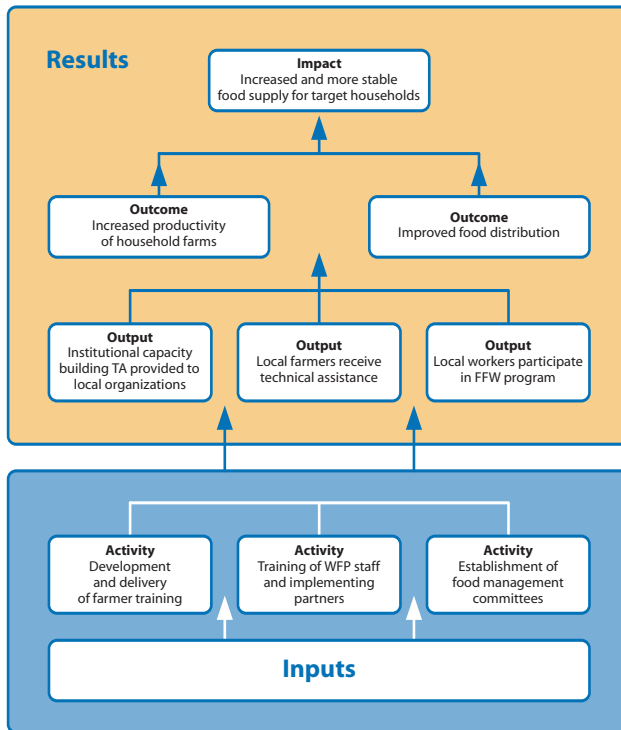 Results
Impact
Increased and more stable
food supply for target households
Outcome
Increased productivity
of household farms
Outcome
Improved food distribution
Output
Institutional capacity
building TA provided to
local organizations
Output
Local farmers receive
technical assistance
Output
Local workers participate
in FFW program
Activity
Development
and delivery
of farmer training
Activity
Training of WFP staff
and implementing
partners
Activity
Establishment of
food management
committees
Inputs